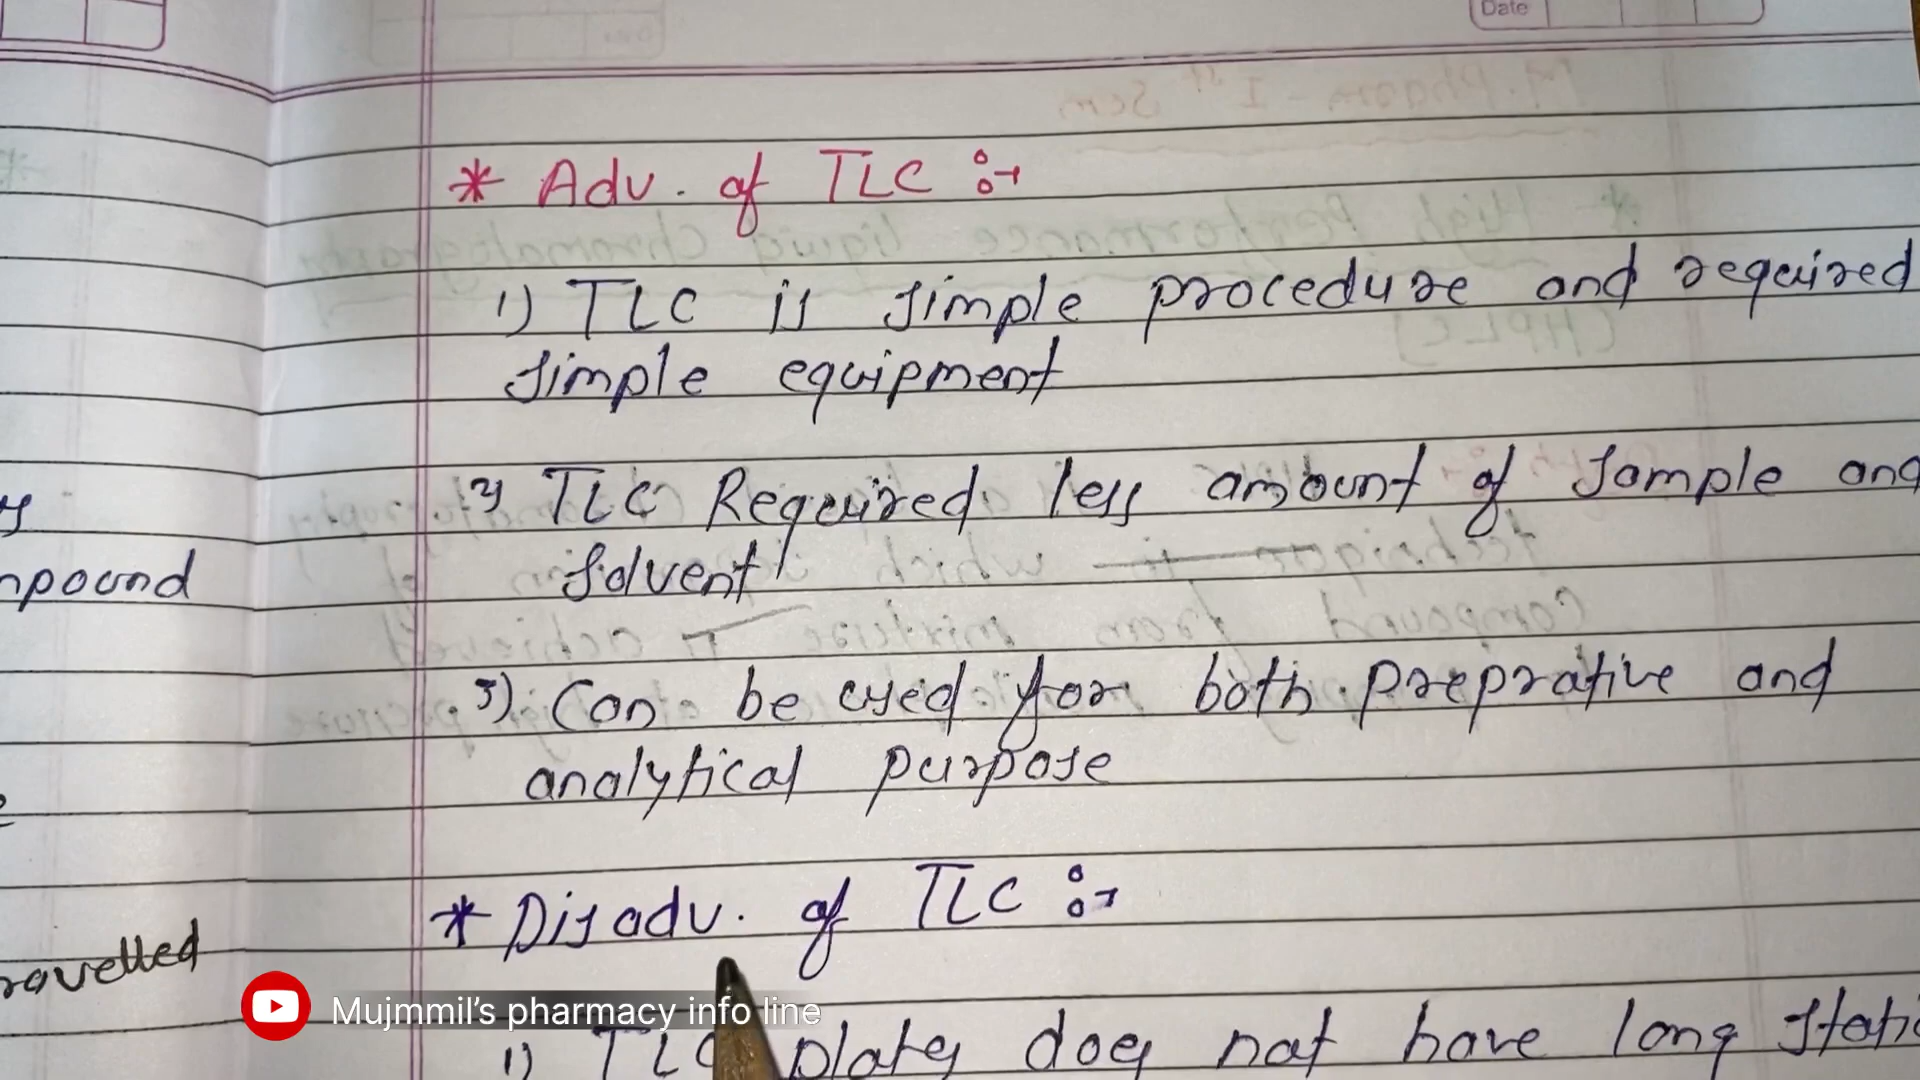 Date
* Adv. of TLC :-
1) TLC is simple procedure and required
simple equipment
2) TLC Required less amount of sample and
solvent
3) Can be used for both preprative and
analytical purpose
* Disadv. of TLC :-
1) TLC plates does not have long stati
mpound
ravelled
Mujmmil's pharmacy info line